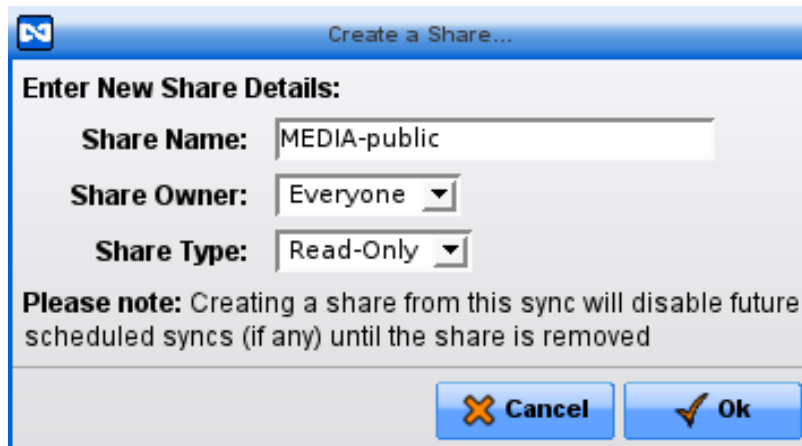 Create a Share...
Enter New Share Details:
Share Name: MEDIA-public
Share Owner: Everyone
Share Type: Read-Only
Please note: Creating a share from this sync will disable future
scheduled syncs (if any) until the share is removed
Cancel Ok